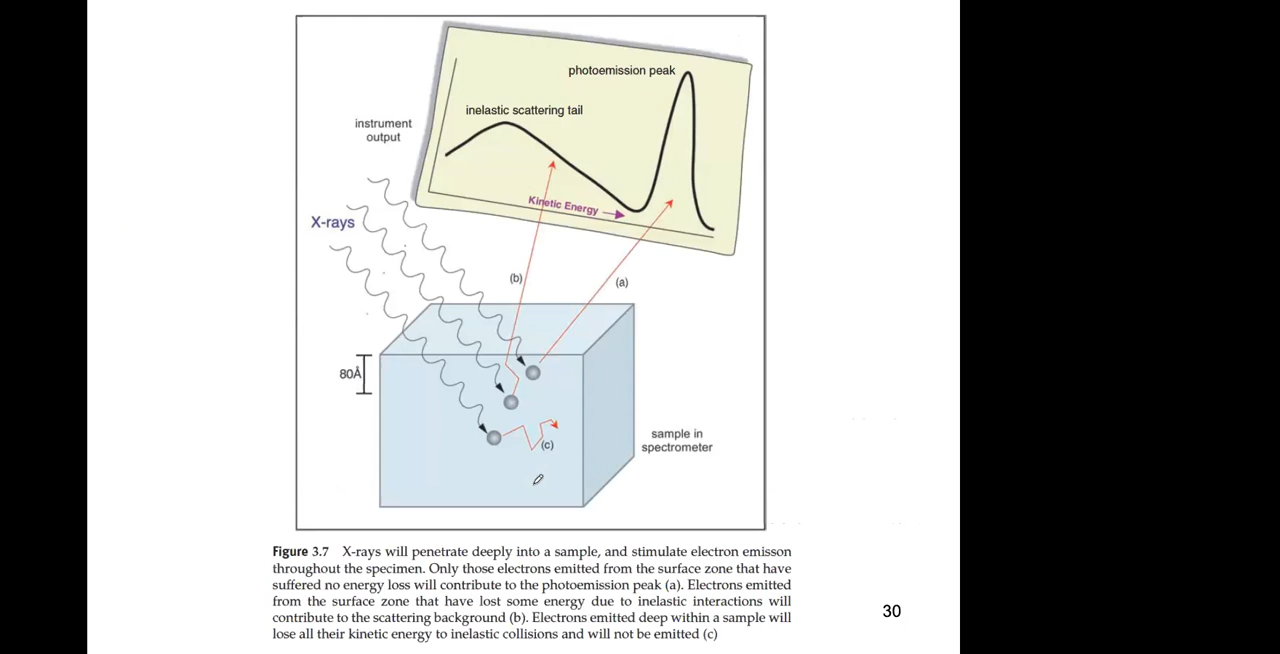 photoemission peak
inelastic scattering tail
instrument
output
Kinetic Energy
X-rays
(b)
(a)
80Å
(c)
sample in
spectrometer
Figure 3.7 X-rays will penetrate deeply into a sample, and stimulate electron emisson
throughout the specimen. Only those electrons emitted from the surface zone that have
suffered no energy loss will contribute to the photoemission peak (a). Electrons emitted
from the surface zone that have lost some energy due to inelastic interactions will
contribute to the scattering background (b). Electrons emitted deep within a sample will
lose all their kinetic energy to inelastic collisions and will not be emitted (c)
30